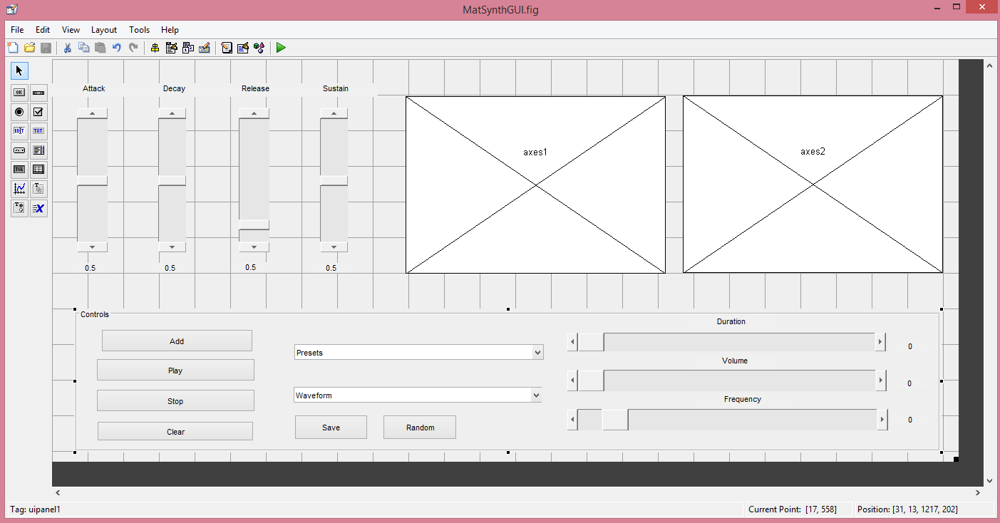 MatSynthGUI.fig
File Edit View Layout Tools Help
OK
EDIT TXT
TGL
Attack Decay Release Sustain
axes1 axes2
0.5 0.5 0.5 0.5
Controls
Add
Play
Stop
Clear
Presets
Waveform
Save Random
Duration
0
Volume
0
Frequency
0
Tag: uipanel1 Current Point: [17, 558] Position: [31, 13, 1217, 202]